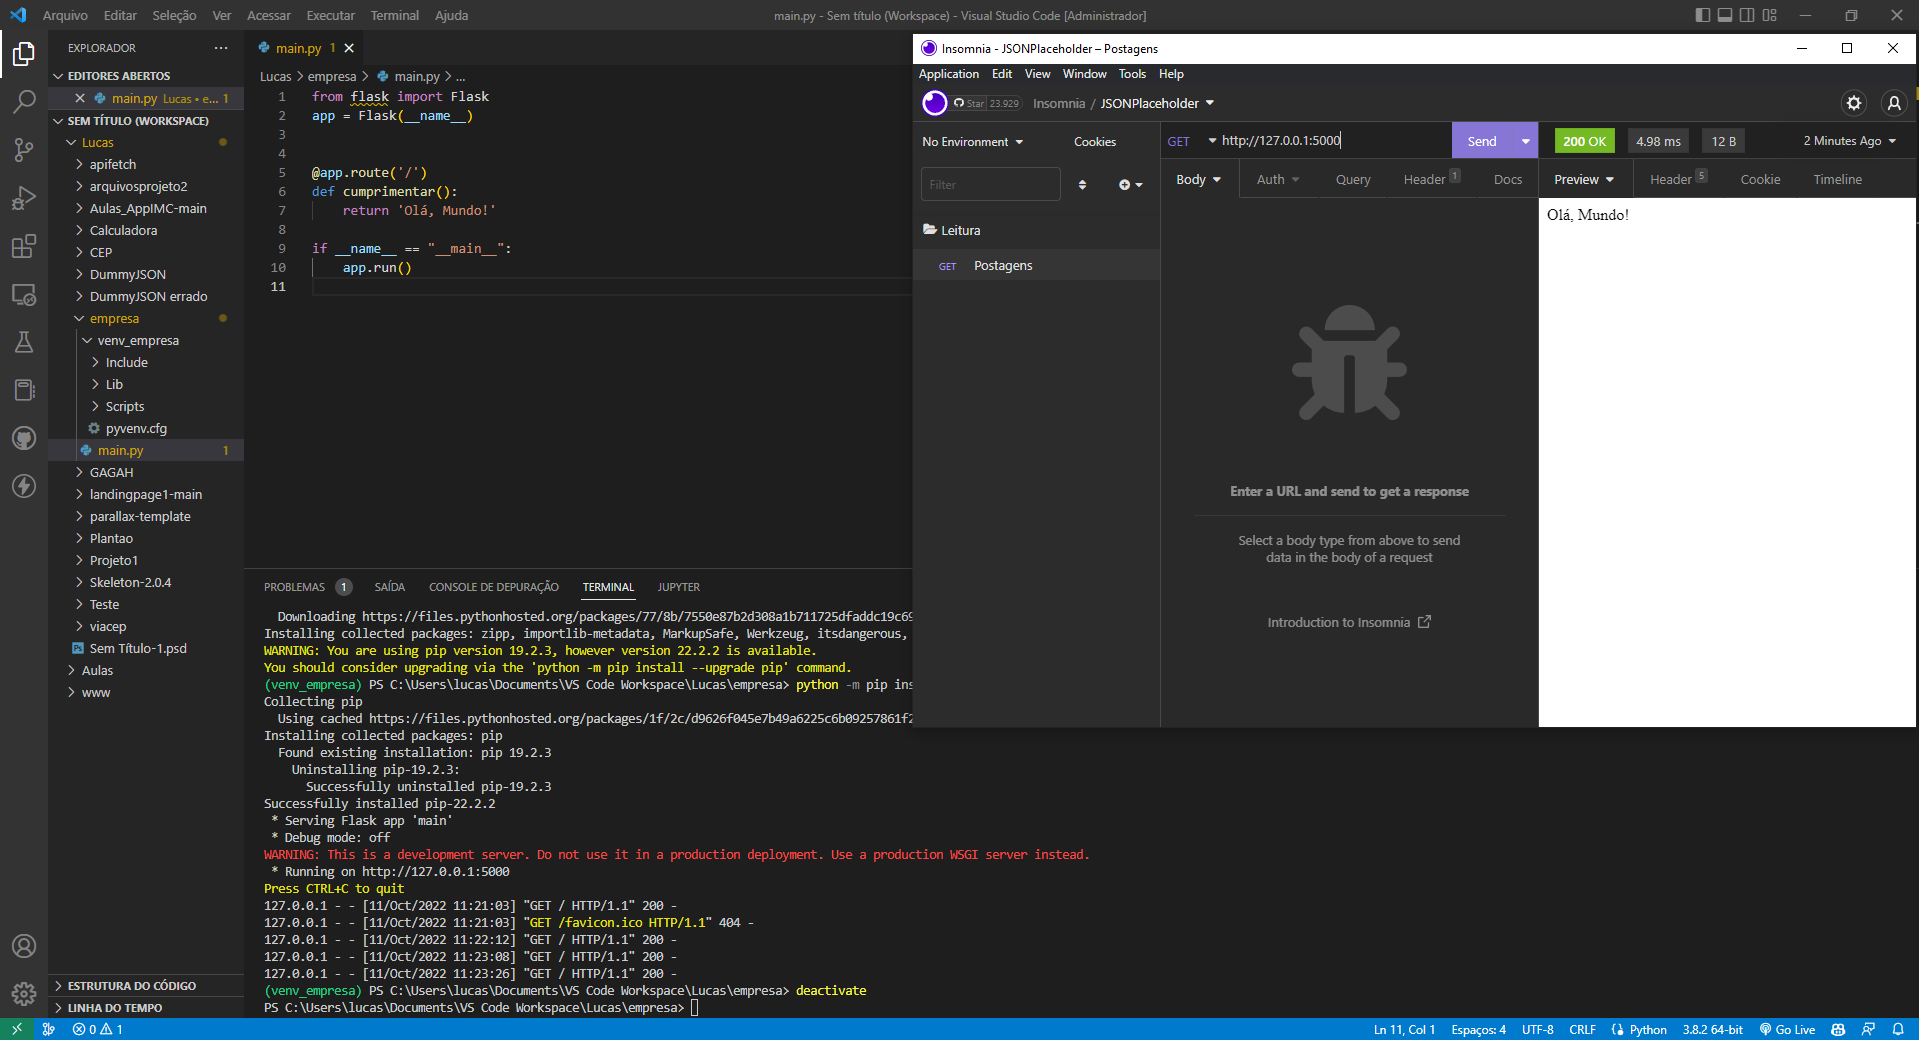 Arquivo Editar Seleção Ver Acessar Executar Terminal Ajuda
main.py - Sem título (Workspace) - Visual Studio Code [Administrador]
EXPLORADOR ...
EDITORES ABERTOS
main.py Lucas • e... 1
SEM TÍTULO (WORKSPACE)
Lucas
apifetch
arquivosprojeto2
Aulas_AppIMC-main
Calculadora
CEP
DummyJSON
DummyJSON errado
empresa
venv_empresa
Include
Lib
Scripts
pyvenv.cfg
main.py 1
GAGAH
landingpage1-main
parallax-template
Plantao
Projeto1
Skeleton-2.0.4
Teste
viacep
Ps Sem Título-1.psd
Aulas
www
ESTRUTURA DO CÓDIGO
LINHA DO TEMPO
main.py 1
Lucas > empresa > main.py > ...
1 from flask import Flask
2 app = Flask(__name__)
3
4
5 @app.route('/')
6 def cumprimentar():
7 return 'Olá, Mundo!'
8
9 if __name__ == "__main__":
10 app.run()
11
PROBLEMAS 1 SAÍDA CONSOLE DE DEPURAÇÃO TERMINAL JUPYTER
Downloading https://files.pythonhosted.org/packages/77/8b/7550e87b2d308a1b711725dfaddc19c69
Installing collected packages: zipp, importlib-metadata, MarkupSafe, Werkzeug, itsdangerous,
WARNING: You are using pip version 19.2.3, however version 22.2.2 is available.
You should consider upgrading via the 'python -m pip install --upgrade pip' command.
(venv_empresa) PS C:\Users\lucas\Documents\VS Code Workspace\Lucas\empresa> python -m pip ins
Collecting pip
Using cached https://files.pythonhosted.org/packages/1f/2c/d9626f045e7b49a6225c6b09257861f2
Installing collected packages: pip
Found existing installation: pip 19.2.3
Uninstalling pip-19.2.3:
Successfully uninstalled pip-19.2.3
Successfully installed pip-22.2.2
* Serving Flask app 'main'
* Debug mode: off
WARNING: This is a development server. Do not use it in a production deployment. Use a production WSGI server instead.
* Running on http://127.0.0.1:5000
Press CTRL+C to quit
127.0.0.1 - - [11/Oct/2022 11:21:03] "GET / HTTP/1.1" 200 -
127.0.0.1 - - [11/Oct/2022 11:21:03] "GET /favicon.ico HTTP/1.1" 404 -
127.0.0.1 - - [11/Oct/2022 11:22:12] "GET / HTTP/1.1" 200 -
127.0.0.1 - - [11/Oct/2022 11:23:08] "GET / HTTP/1.1" 200 -
127.0.0.1 - - [11/Oct/2022 11:23:26] "GET / HTTP/1.1" 200 -
(venv_empresa) PS C:\Users\lucas\Documents\VS Code Workspace\Lucas\empresa> deactivate
PS C:\Users\lucas\Documents\VS Code Workspace\Lucas\empresa>
Insomnia - JSONPlaceholder – Postagens
Application Edit View Window Tools Help
Star 23.929 Insomnia / JSONPlaceholder
No Environment Cookies
Filter
Leitura
GET Postagens
GET http://127.0.0.1:5000 Send
Body Auth Query Header 1 Docs
Enter a URL and send to get a response
Select a body type from above to send
data in the body of a request
Introduction to Insomnia
200 OK 4.98 ms 12 B 2 Minutes Ago
Preview Header 5 Cookie Timeline
Olá, Mundo!
0 1 Ln 11, Col 1 Espaços: 4 UTF-8 CRLF Python 3.8.2 64-bit Go Live